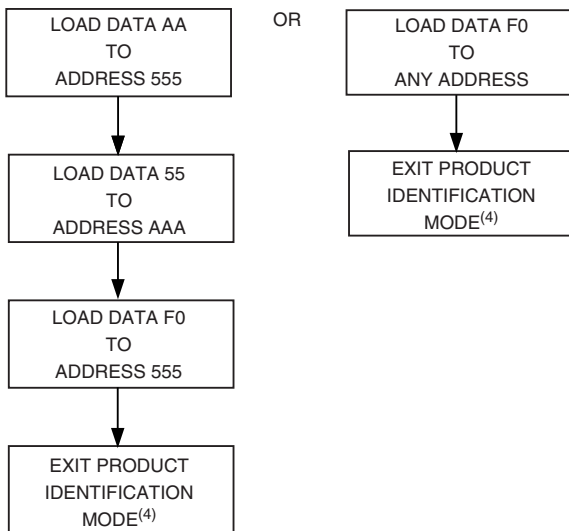 LOAD DATA AA
TO
ADDRESS 555
LOAD DATA 55
TO
ADDRESS AAA
LOAD DATA F0
TO
ADDRESS 555
EXIT PRODUCT
IDENTIFICATION
MODE(4)
OR
LOAD DATA F0
TO
ANY ADDRESS
EXIT PRODUCT
IDENTIFICATION
MODE(4)